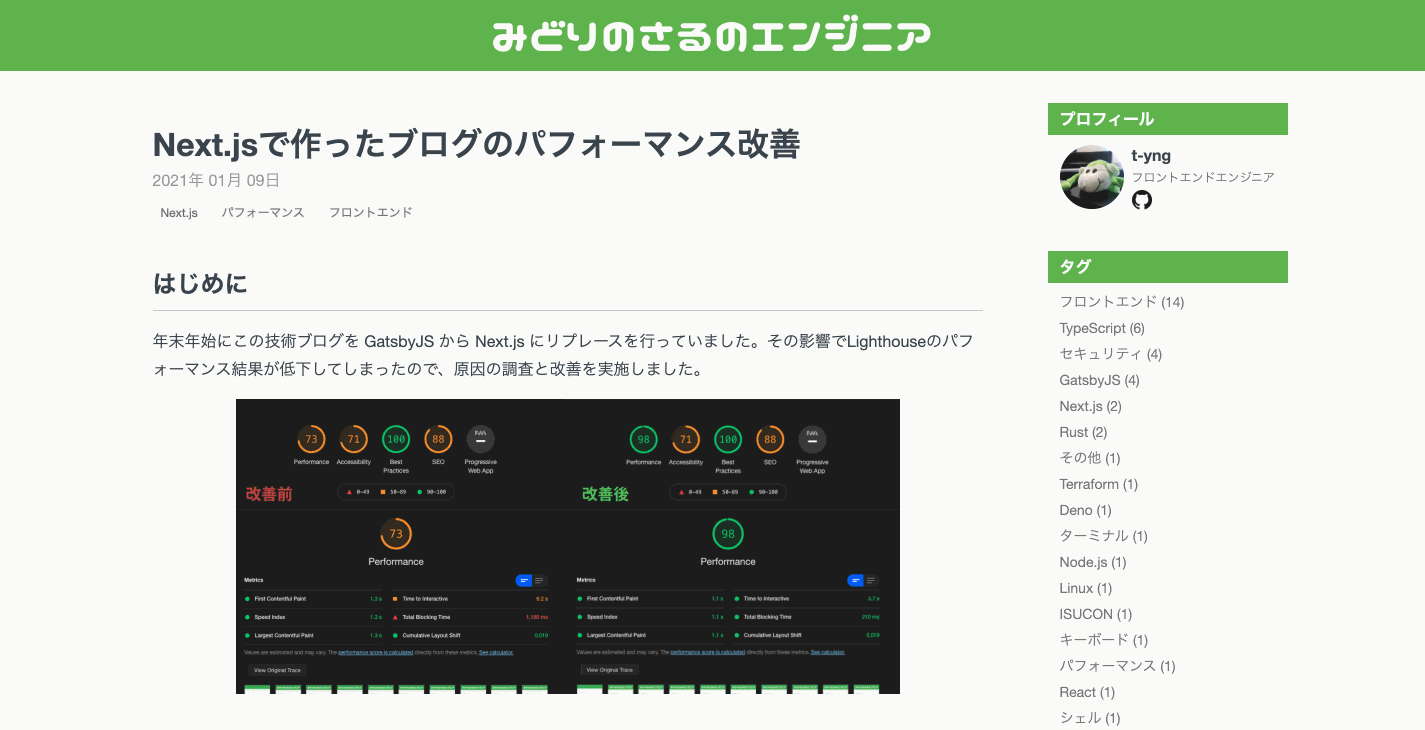 みどりのさるのエンジニア
Next.jsで作ったブログのパフォーマンス改善
2021年 01月 09日
Next.js パフォーマンス フロントエンド
はじめに
年末年始にこの技術ブログを GatsbyJS から Next.js にリプレースを行っていました。その影響でLighthouseのパフ
ォーマンス結果が低下してしまったので、原因の調査と改善を実施しました。
73 71 100 88
Performance Accessibility Best Practices SEO Progressive Web App
改善前
0–49 50–89 90–100
73
Performance
Metrics
First Contentful Paint 1.3 s Time to Interactive 6.2 s
Speed Index 1.3 s Total Blocking Time 1,180 ms
Largest Contentful Paint 1.3 s Cumulative Layout Shift 0.019
Values are estimated and may vary. The performance score is calculated directly from these metrics. See calculator.
View Original Trace
98 71 100 88
Performance Accessibility Best Practices SEO Progressive Web App
改善後
0–49 50–89 90–100
98
Performance
Metrics
First Contentful Paint 1.1 s Time to Interactive 3.7 s
Speed Index 1.1 s Total Blocking Time 210 ms
Largest Contentful Paint 1.1 s Cumulative Layout Shift 0.019
Values are estimated and may vary. The performance score is calculated directly from these metrics. See calculator.
View Original Trace
プロフィール
t-yng
フロントエンドエンジニア
タグ
フロントエンド (14)
TypeScript (6)
セキュリティ (4)
GatsbyJS (4)
Next.js (2)
Rust (2)
その他 (1)
Terraform (1)
Deno (1)
ターミナル (1)
Node.js (1)
Linux (1)
ISUCON (1)
キーボード (1)
パフォーマンス (1)
React (1)
シェル (1)